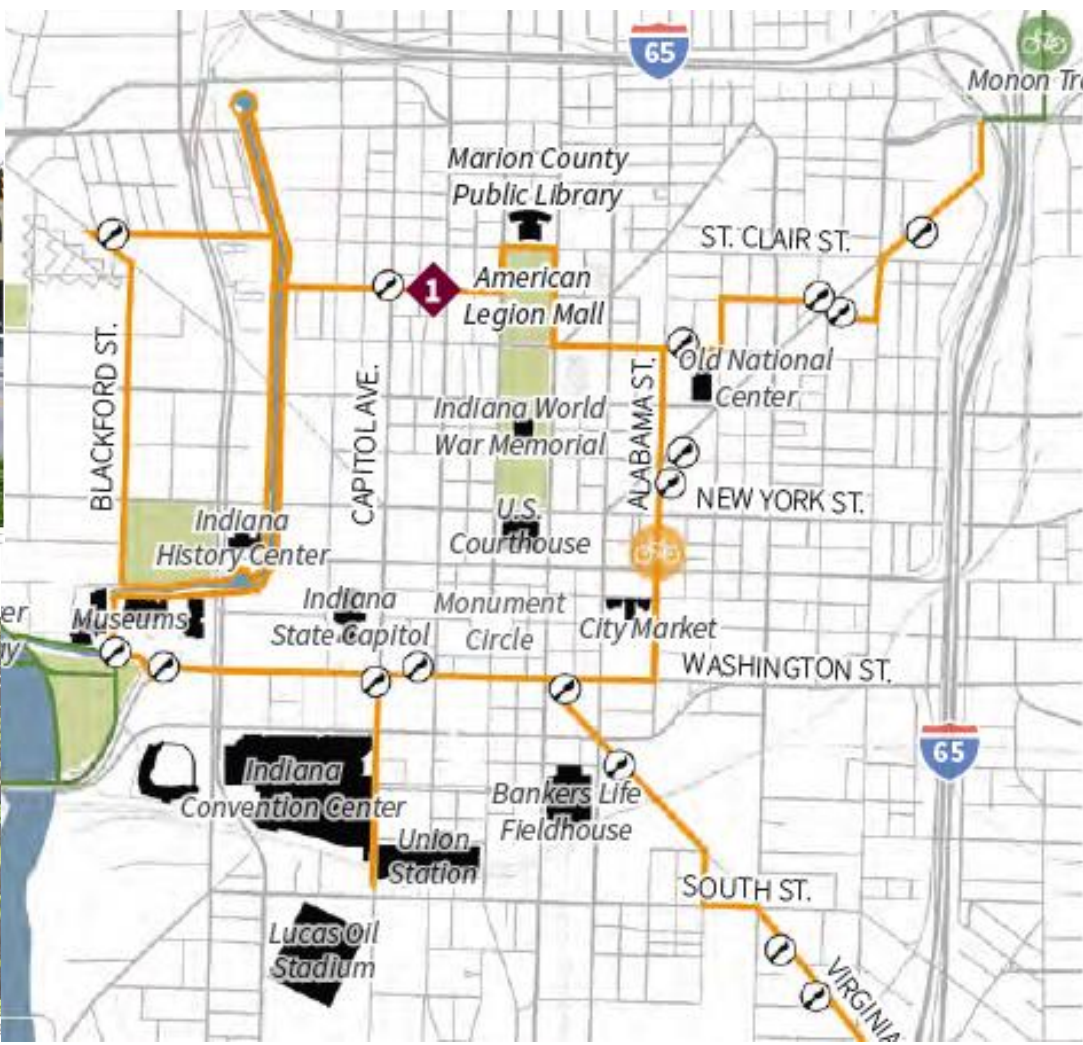 65
Monon Tr
Marion County
Public Library
ST. CLAIR ST.
1
American
Legion Mall
BLACKFORD ST.
CAPITOL AVE.
ALABAMA ST.
Old National
Center
Indiana World
War Memorial
NEW YORK ST.
U.S.
Courthouse
Indiana
History Center
er
ay
Museums
Indiana
State Capitol
Monument
Circle
City Market
WASHINGTON ST.
65
Indiana
Convention Center
Bankers Life
Fieldhouse
Union
Station
SOUTH ST.
Lucas Oil
Stadium
VIRGINIA